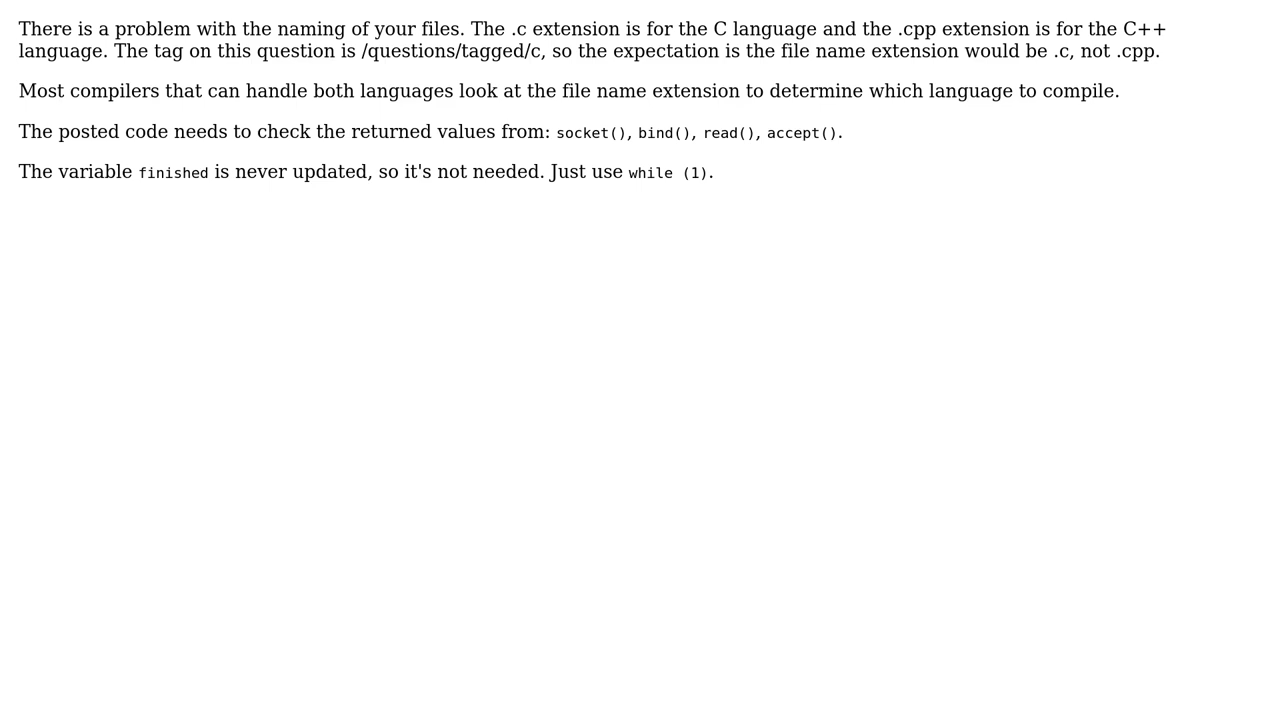 There is a problem with the naming of your files. The .c extension is for the C language and the .cpp extension is for the C++
language. The tag on this question is /questions/tagged/c, so the expectation is the file name extension would be .c, not .cpp.
Most compilers that can handle both languages look at the file name extension to determine which language to compile.
The posted code needs to check the returned values from: socket(), bind(), read(), accept().
The variable finished is never updated, so it's not needed. Just use while (1).